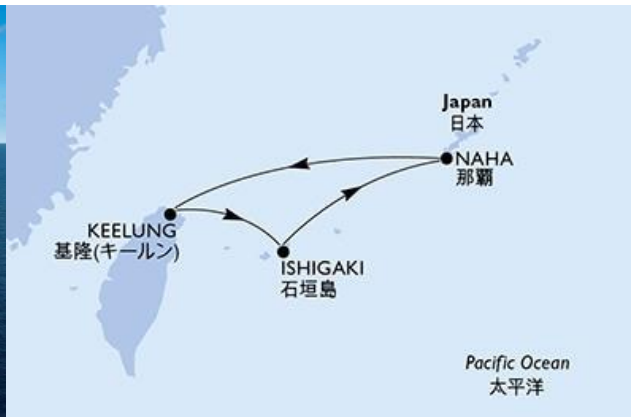 Japan
日本
NAHA
那覇
KEELUNG
基隆(キールン)
ISHIGAKI
石垣島
Pacific Ocean
太平洋